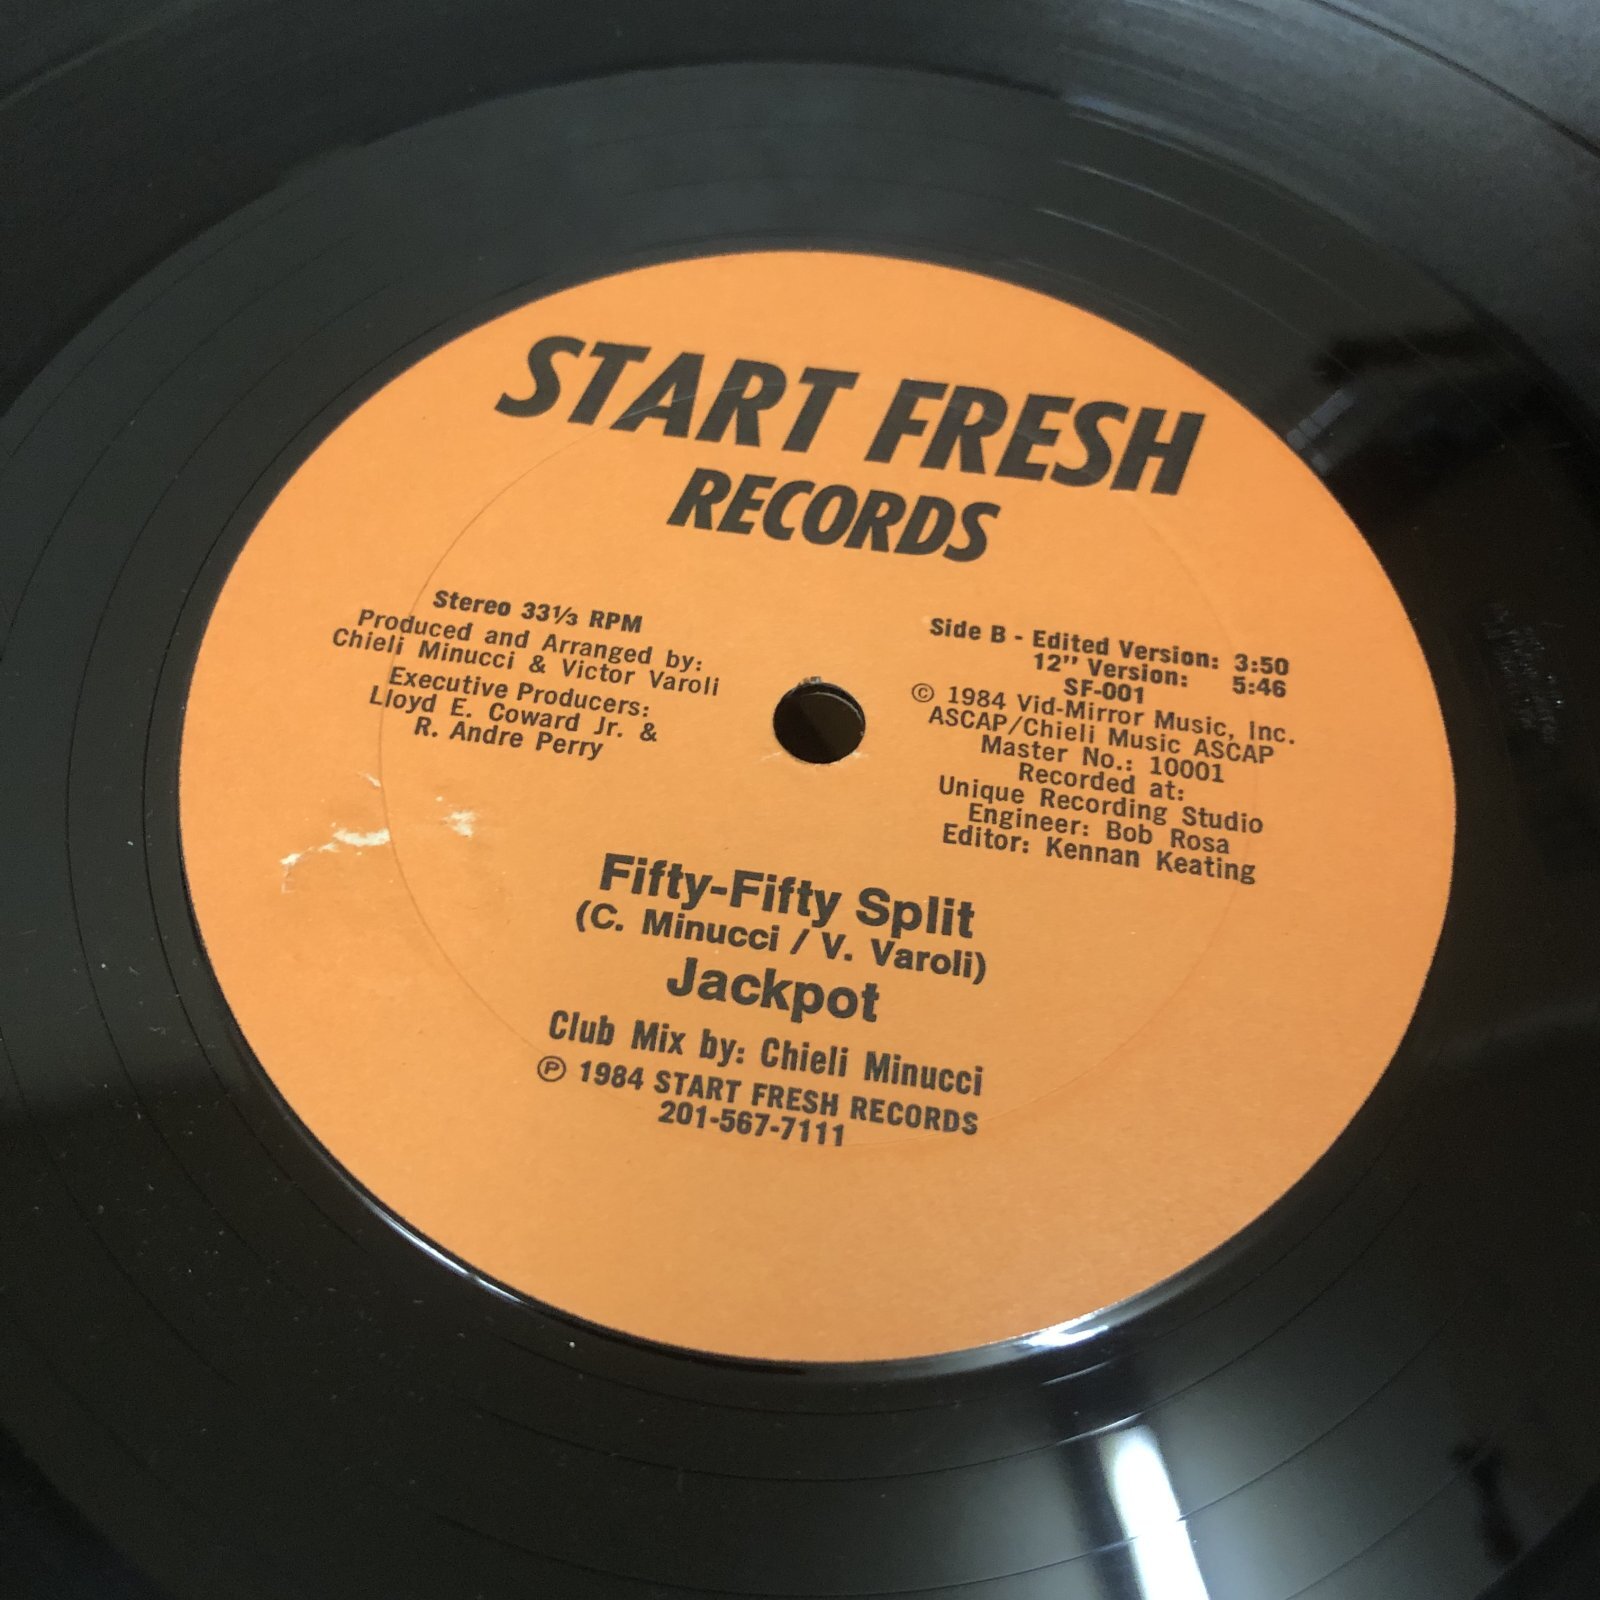 START FRESH
RECORDS
Stereo 33⅓ RPM
Produced and Arranged by:
Chieli Minucci & Victor Varoli
Executive Producers:
Lloyd E. Coward Jr. &
R. Andre Perry
Side B - Edited Version: 3:50
12" Version: 5:46
SF-001
© 1984 Vid-Mirror Music, Inc.
ASCAP/Chieli Music ASCAP
Master No.: 10001
Recorded at:
Unique Recording Studio
Engineer: Bob Rosa
Editor: Kennan Keating
Fifty-Fifty Split
(C. Minucci / V. Varoli)
Jackpot
Club Mix by: Chieli Minucci
℗ 1984 START FRESH RECORDS
201-567-7111